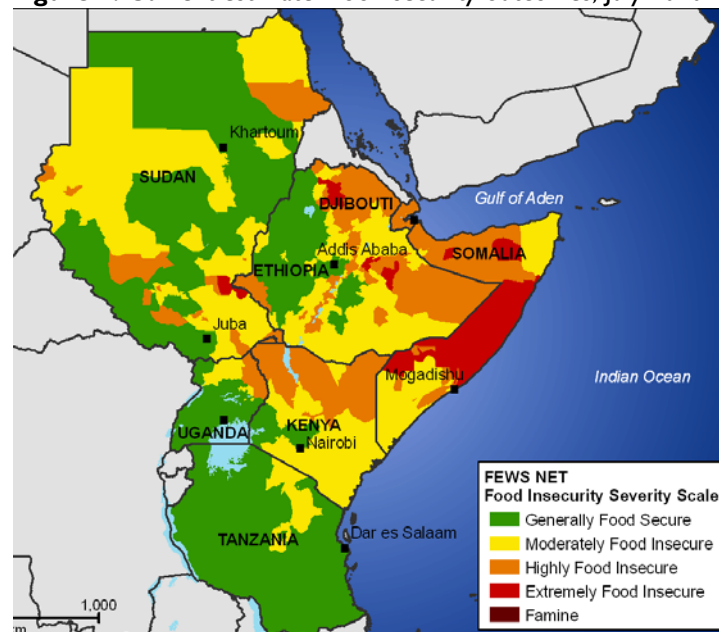 Khartoum
SUDAN
DJIBOUTI
Gulf of Aden
Addis Ababa
ETHIOPIA
SOMALIA
Juba
Mogadishu
Indian Ocean
UGANDA
KENYA
Nairobi
TANZANIA
Dar es Salaam
FEWS NET
Food Insecurity Severity Scale
Generally Food Secure
Moderately Food Insecure
Highly Food Insecure
Extremely Food Insecure
Famine
1,000